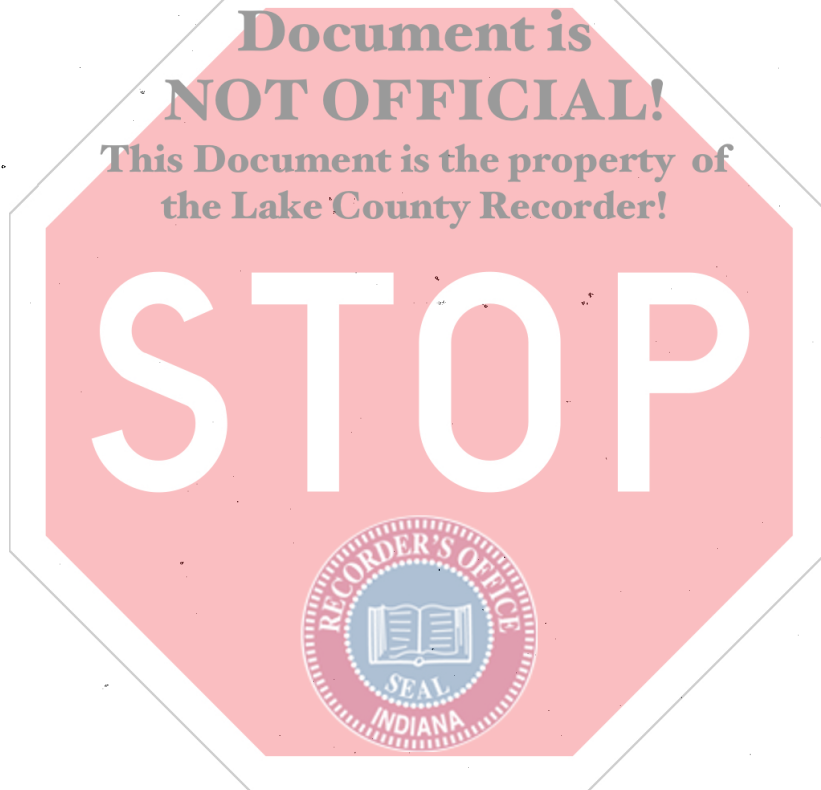 Document is
NOT OFFICIAL!
This Document is the property of
the Lake County Recorder!
STOP
RECORDER'S OFFICE
SEAL
INDIANA